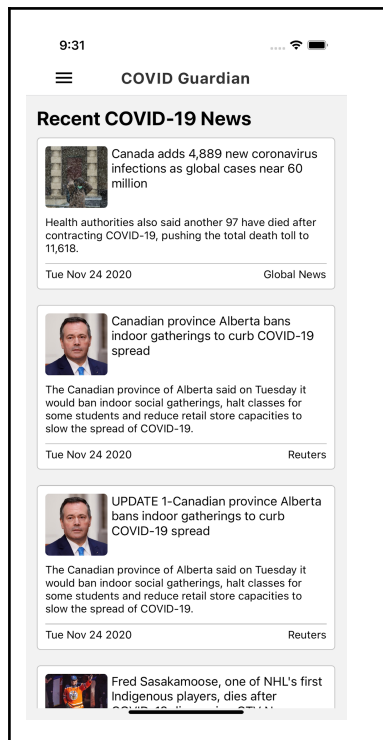 9:31
COVID Guardian
Recent COVID-19 News
Canada adds 4,889 new coronavirus
infections as global cases near 60
million
Health authorities also said another 97 have died after
contracting COVID-19, pushing the total death toll to
11,618.
Tue Nov 24 2020 Global News
Canadian province Alberta bans
indoor gatherings to curb COVID-19
spread
The Canadian province of Alberta said on Tuesday it
would ban indoor social gatherings, halt classes for
some students and reduce retail store capacities to
slow the spread of COVID-19.
Tue Nov 24 2020 Reuters
UPDATE 1-Canadian province Alberta
bans indoor gatherings to curb
COVID-19 spread
The Canadian province of Alberta said on Tuesday it
would ban indoor social gatherings, halt classes for
some students and reduce retail store capacities to
slow the spread of COVID-19.
Tue Nov 24 2020 Reuters
Fred Sasakamoose, one of NHL's first
Indigenous players, dies after